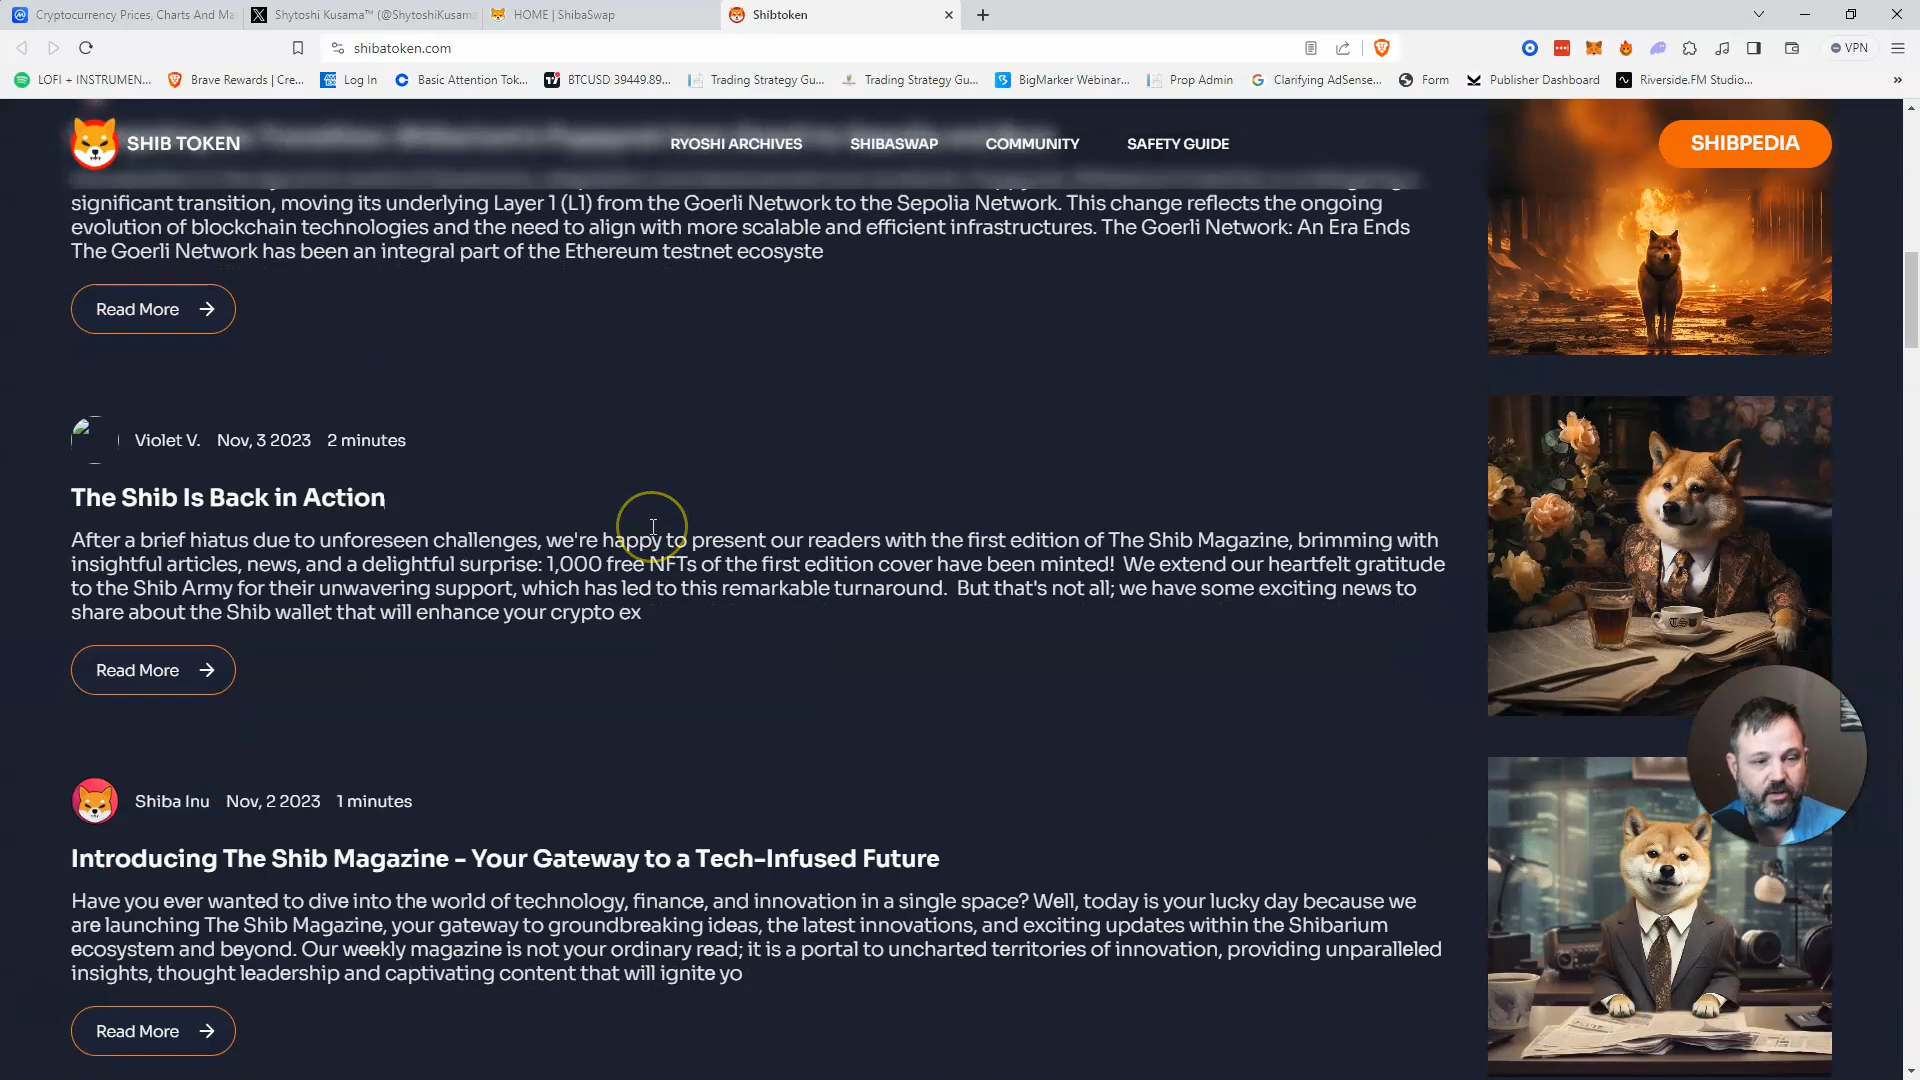 Cryptocurrency Prices, Charts And Ma
Shytoshi Kusama™ (@ShytoshiKusama
HOME | ShibaSwap
Shibtoken
shibatoken.com
VPN
LOFI + INSTRUMEN...
Brave Rewards | Cre...
Log In
Basic Attention Tok...
BTCUSD 39449.89...
Trading Strategy Gu...
Trading Strategy Gu...
BigMarker Webinar...
Prop Admin
Clarifying AdSense...
Form
Publisher Dashboard
Riverside.FM Studio...
SHIB TOKEN
RYOSHI ARCHIVES
SHIBASWAP
COMMUNITY
SAFETY GUIDE
SHIBPEDIA
significant transition, moving its underlying Layer 1 (L1) from the Goerli Network to the Sepolia Network. This change reflects the ongoing
evolution of blockchain technologies and the need to align with more scalable and efficient infrastructures. The Goerli Network: An Era Ends
The Goerli Network has been an integral part of the Ethereum testnet ecosyste
Read More
Violet V. Nov, 3 2023 2 minutes
The Shib Is Back in Action
After a brief hiatus due to unforeseen challenges, we're happy to present our readers with the first edition of The Shib Magazine, brimming with
insightful articles, news, and a delightful surprise: 1,000 free NFTs of the first edition cover have been minted! We extend our heartfelt gratitude
to the Shib Army for their unwavering support, which has led to this remarkable turnaround. But that's not all; we have some exciting news to
share about the Shib wallet that will enhance your crypto ex
Read More
Shiba Inu Nov, 2 2023 1 minutes
Introducing The Shib Magazine - Your Gateway to a Tech-Infused Future
Have you ever wanted to dive into the world of technology, finance, and innovation in a single space? Well, today is your lucky day because we
are launching The Shib Magazine, your gateway to groundbreaking ideas, the latest innovations, and exciting updates within the Shibarium
ecosystem and beyond. Our weekly magazine is not your ordinary read; it is a portal to uncharted territories of innovation, providing unparalleled
insights, thought leadership and captivating content that will ignite yo
Read More